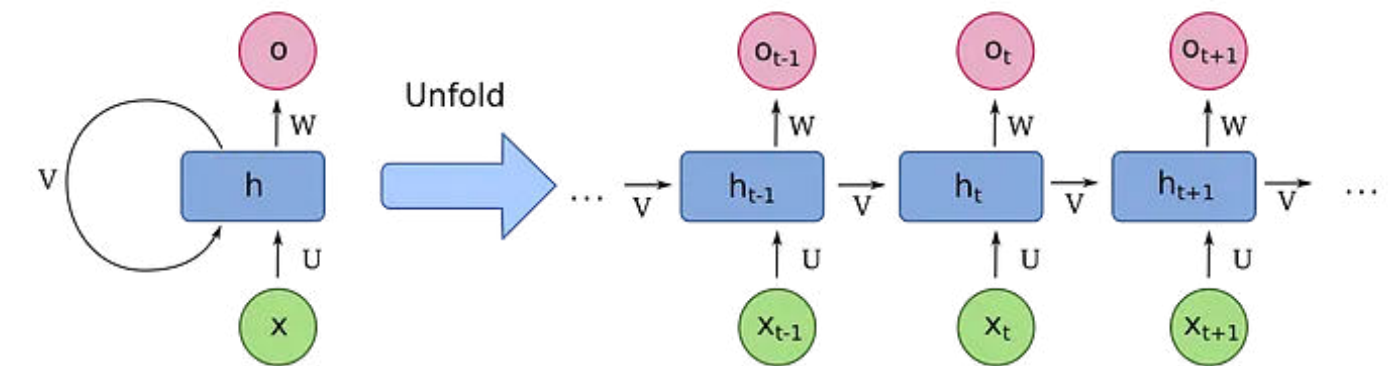 o o_{t-1} o_t o_{t+1}
Unfold
W W W W
V h h_{t-1} h_t h_{t+1}
... V V V V ...
U U U U
x x_{t-1} x_t x_{t+1}